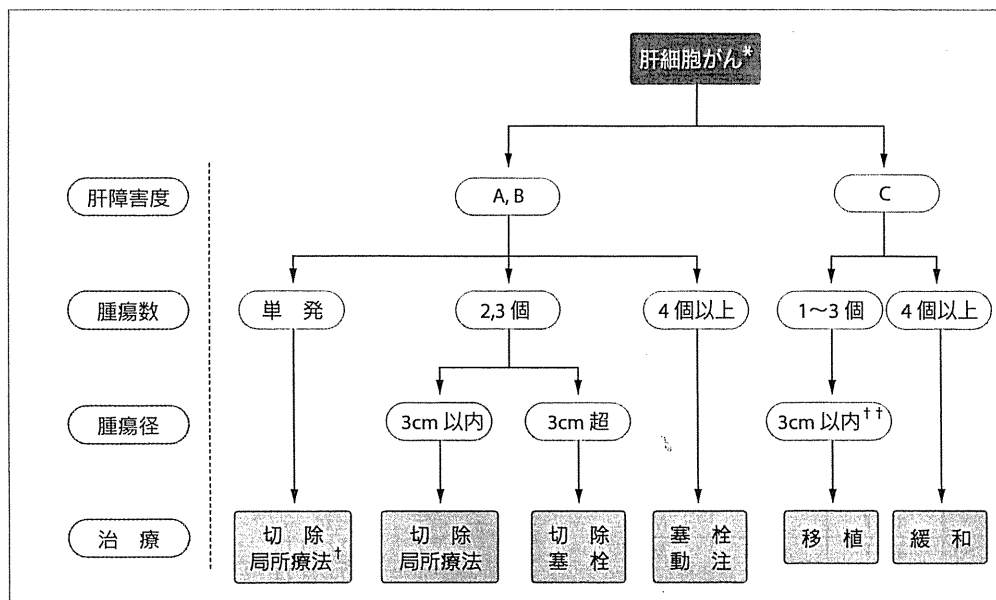 肝細胞がん*
肝障害度
A, B
C
腫瘍数
単 発
2,3 個
4 個以上
1〜3 個
4 個以上
腫瘍径
3cm 以内
3cm 超
3cm 以内††
治 療
切 除
局所療法†
切 除
局所療法
切 除
塞 栓
塞 栓
動 注
移 植
緩 和